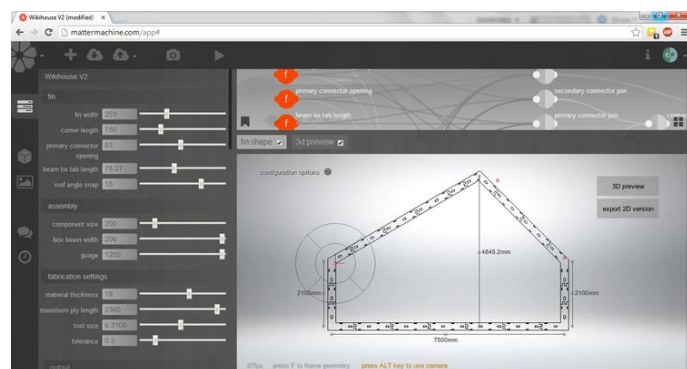 Wikihouse V2 (modified)
mattermachine.com/app#
Wikihouse V2
fin
fin width 250
corner length 700
primary connector opening 83
beam tie tab length 76.27
roof angle snap 15
assembly
component size 200
box beam width 200
guage 1200
fabrication settings
material thickness 19
maximum ply length 2360
tool size 6.3100
tolerance 0.3
primary connector opening
secondary connector join
beam tie tab length
primary connector join
fin shape
3d preview
configuration options
3D preview
export 2D version
4845.2mm
2100mm
2100mm
7500mm
press F to frame geometry
press ALT key to use camera